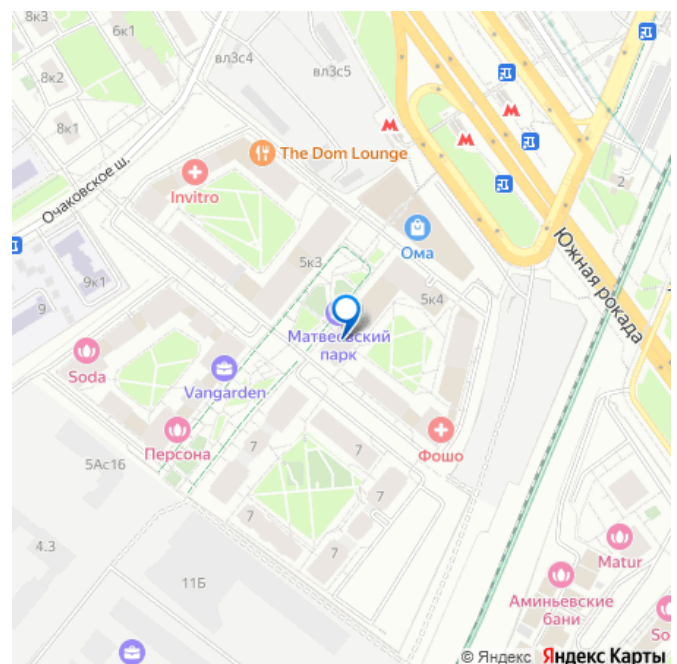 8к3
6к1
8к2
8к1
вл3с4
вл3с5
The Dom Lounge
Invitro
Очаковское ш.
2
Ома
Южная рокада
5к3
9к1
5к4
9
Матвеевский
парк
Soda
Vangarden
Персона
7
7
Фошо
5Ас16
7
7
4.3
11Б
Matur
Аминьевские
бани
So
© Яндекс Яндекс Карты